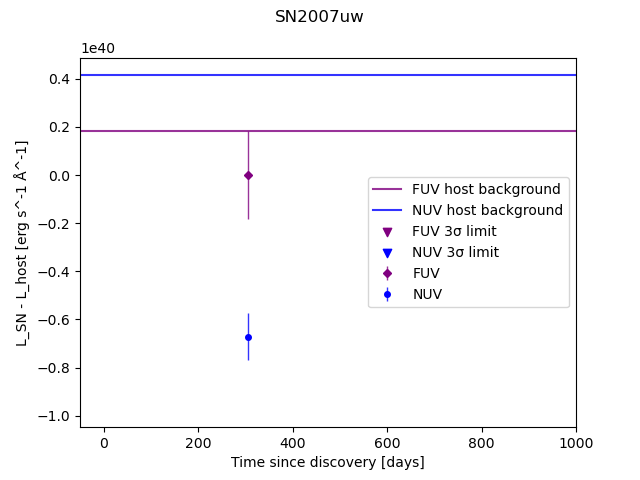 SN2007uw
1e40
0.4
0.2
0.0
−0.2
−0.4
−0.6
−0.8
−1.0
L_SN - L_host [erg s^-1 Å^-1]
FUV host background
NUV host background
FUV 3σ limit
NUV 3σ limit
FUV
NUV
0 200 400 600 800 1000
Time since discovery [days]